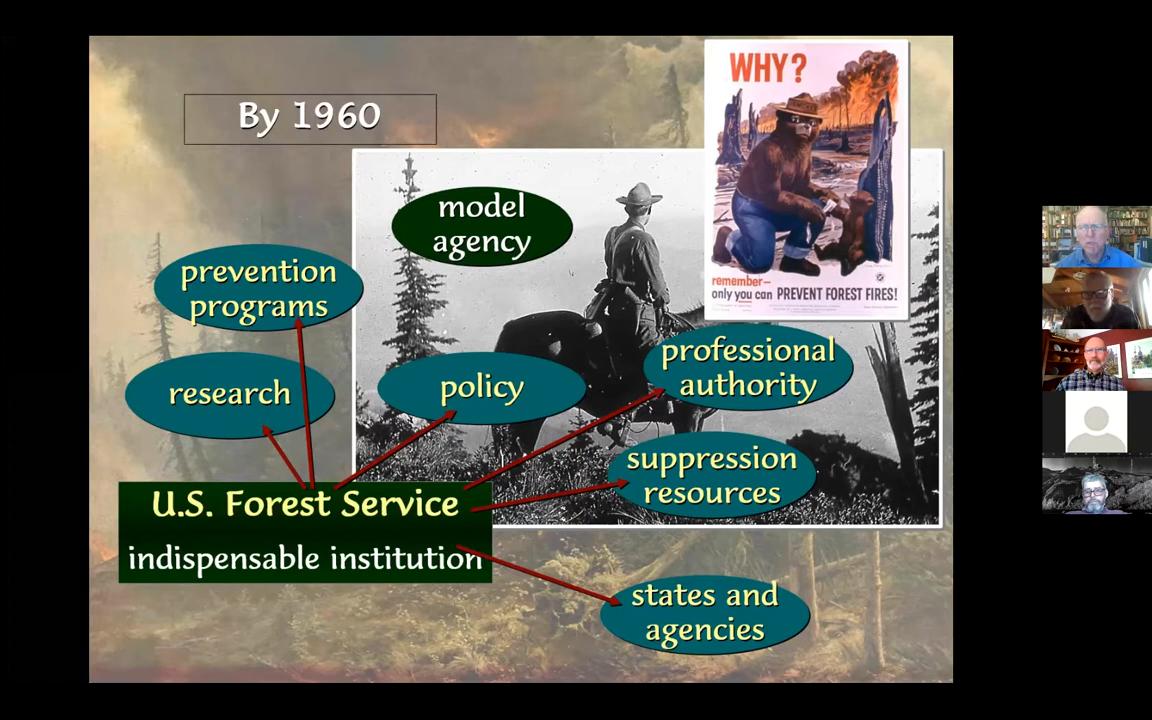 By 1960
WHY?
model
agency
prevention
programs
remember—
only you can PREVENT FOREST FIRES!
professional
authority
research
policy
suppression
resources
U.S. Forest Service
indispensable institution
states and
agencies